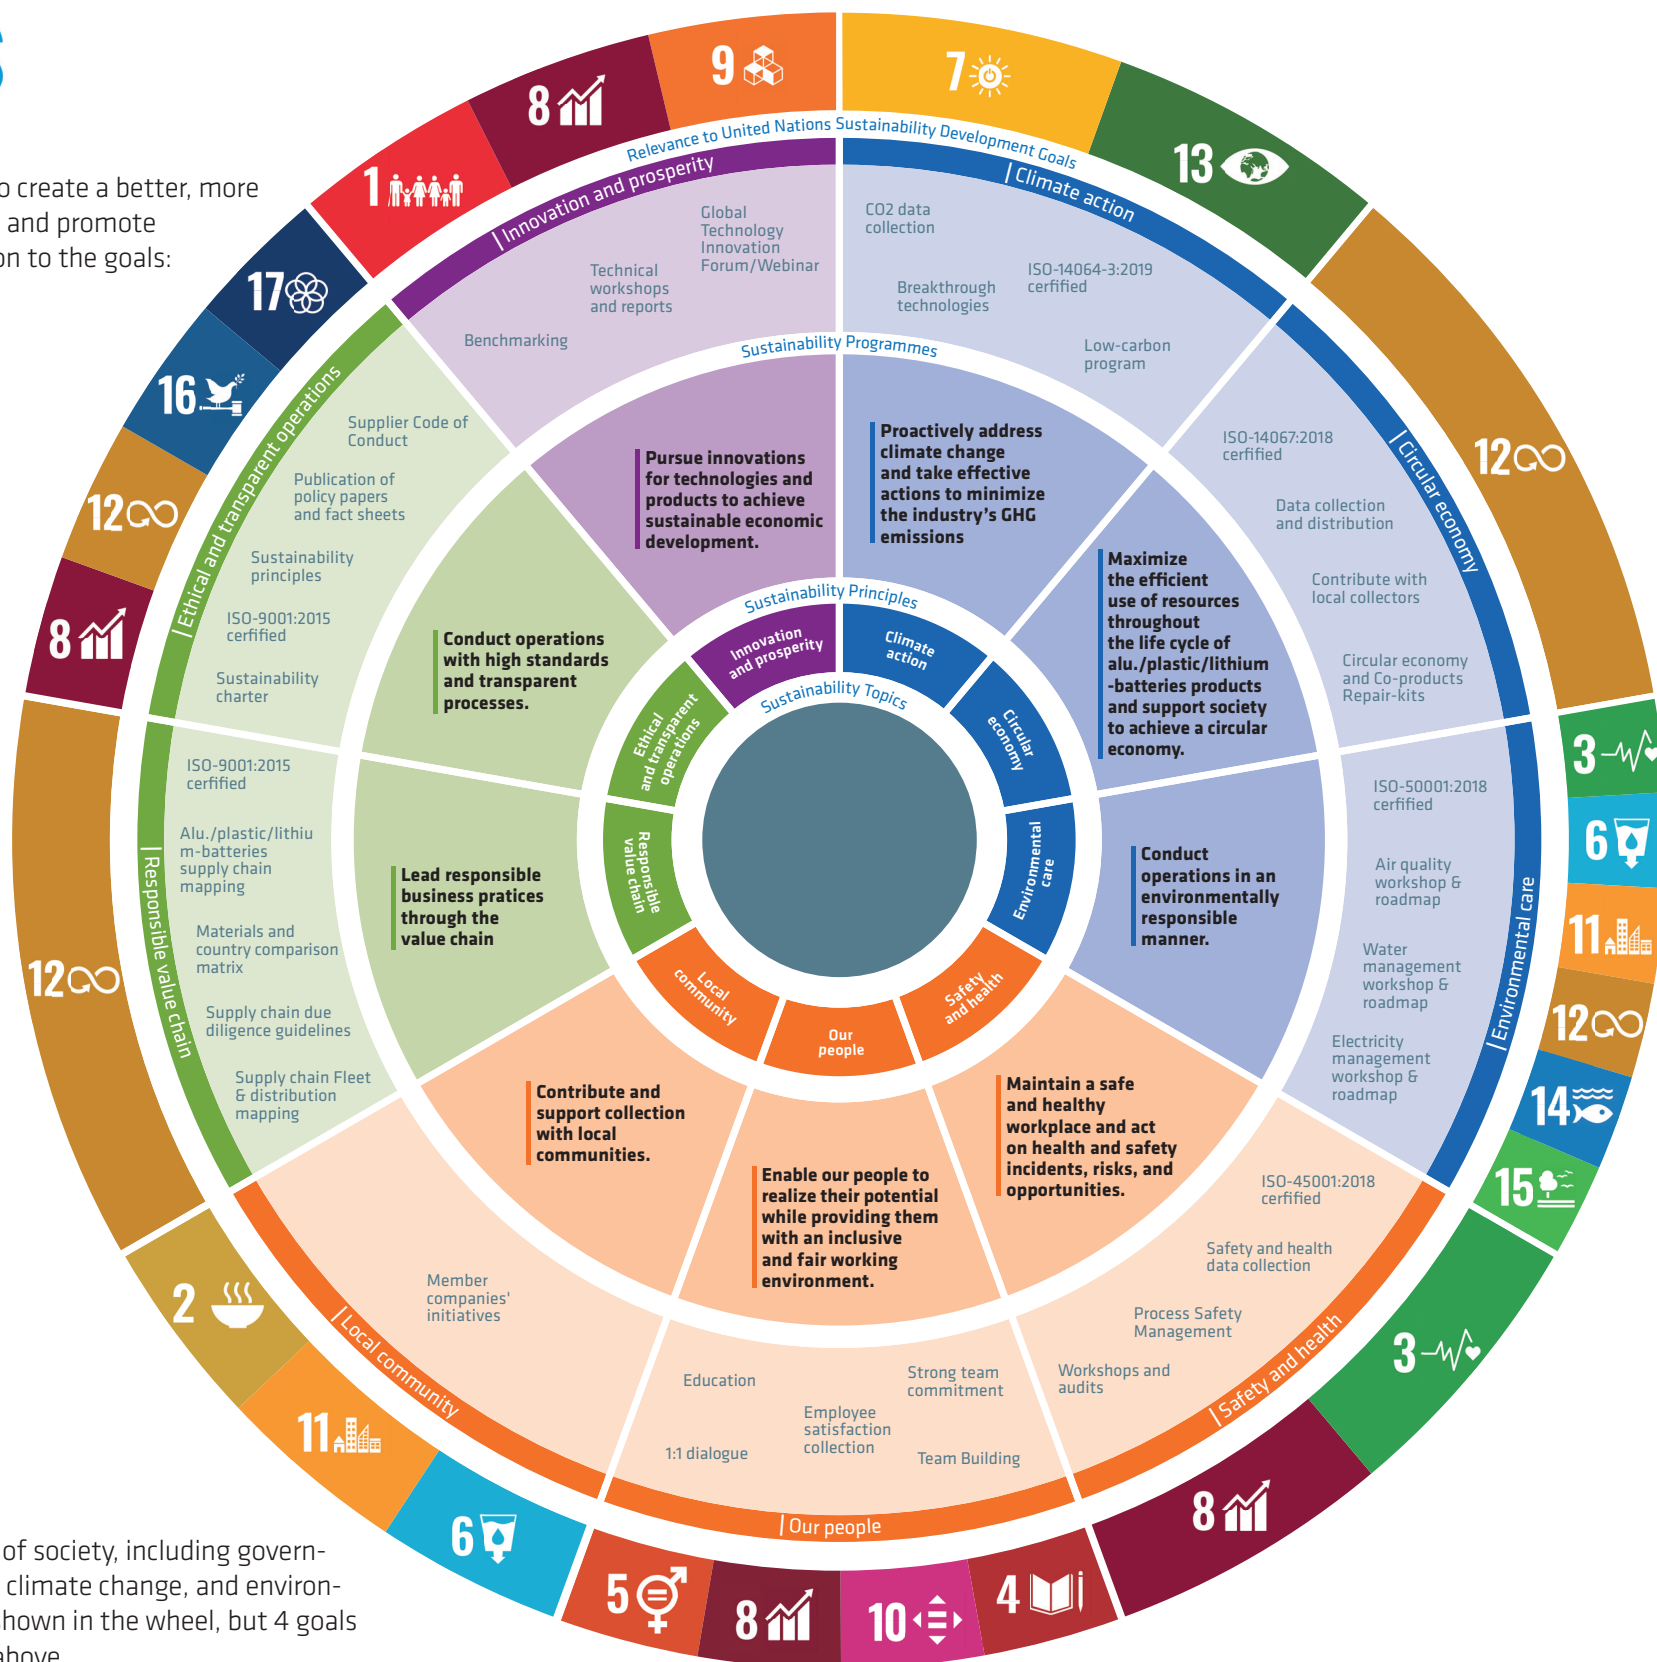 S
o create a better, more
and promote
on to the goals:
9
7
8
13
1
17
16
12
8
12
2
11
6
5
8
10
4
8
3
15
14
12
11
6
3
12
Relevance to United Nations Sustainability Development Goals
| Innovation and prosperity
Global
Technology
Innovation
Forum/Webinar
Technical
workshops
and reports
Benchmarking
| Climate action
CO2 data
collection
ISO-14064-3:2019
cerfified
Breakthrough
technologies
Low-carbon
program
| Circular economy
ISO-14067:2018
cerfified
Data collection
and distribution
Contribute with
local collectors
Circular economy
and Co-products
Repair-kits
| Environmental care
ISO-50001:2018
cerfified
Air quality
workshop &
roadmap
Water
management
workshop &
roadmap
Electricity
management
workshop &
roadmap
| Safety and health
ISO-45001:2018
cerfified
Safety and health
data collection
Process Safety
Management
Workshops and
audits
| Our people
Education
Strong team
commitment
Employee
satisfaction
collection
1:1 dialogue
Team Building
| Local community
Member
companies'
initiatives
| Responsible value chain
ISO-9001:2015
cerfified
Alu./plastic/lithiu
m-batteries
supply chain
mapping
Materials and
country comparison
matrix
Supply chain due
diligence guidelines
Supply chain Fleet
& distribution
mapping
| Ethical and transparent operations
Supplier Code of
Conduct
Publication of
policy papers
and fact sheets
Sustainability
principles
ISO-9001:2015
cerfified
Sustainability
charter
Sustainability Programmes
Pursue innovations
for technologies and
products to achieve
sustainable economic
development.
Proactively address
climate change
and take effective
actions to minimize
the industry's GHG
emissions
Maximize
the efficient
use of resources
throughout
the life cycle of
alu./plastic/lithium
-batteries products
and support society
to achieve a circular
economy.
Conduct
operations in an
environmentally
responsible
manner.
Maintain a safe
and healthy
workplace and act
on health and safety
incidents, risks, and
opportunities.
Enable our people to
realize their potential
while providing them
with an inclusive
and fair working
environment.
Contribute and
support collection
with local
communities.
Lead responsible
business pratices
through the
value chain
Conduct operations
with high standards
and transparent
processes.
Sustainability Principles
Innovation
and prosperity
Climate
action
Circular
economy
Environmental
care
Safety
and health
Our
people
Local
community
Responsible
value chain
Ethical
and transparent
operations
Sustainability Topics
of society, including govern-
climate change, and environ-
shown in the wheel, but 4 goals
above